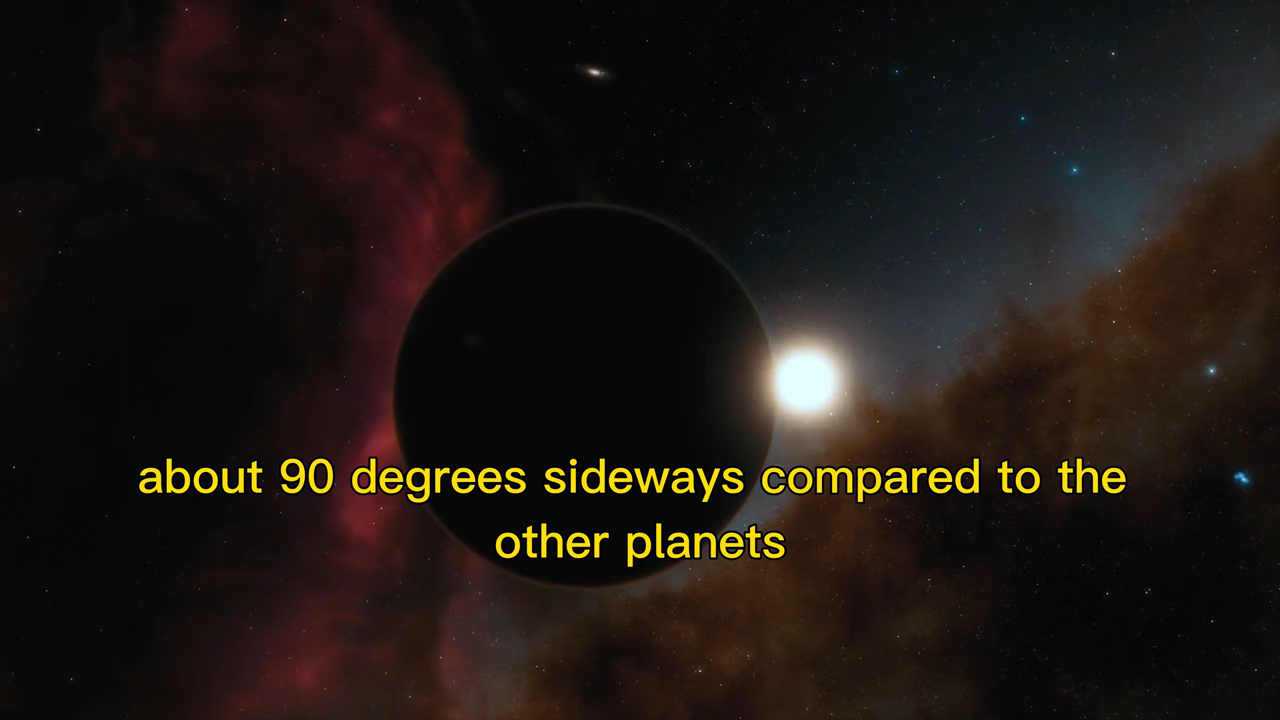 about 90 degrees sideways compared to the
other planets